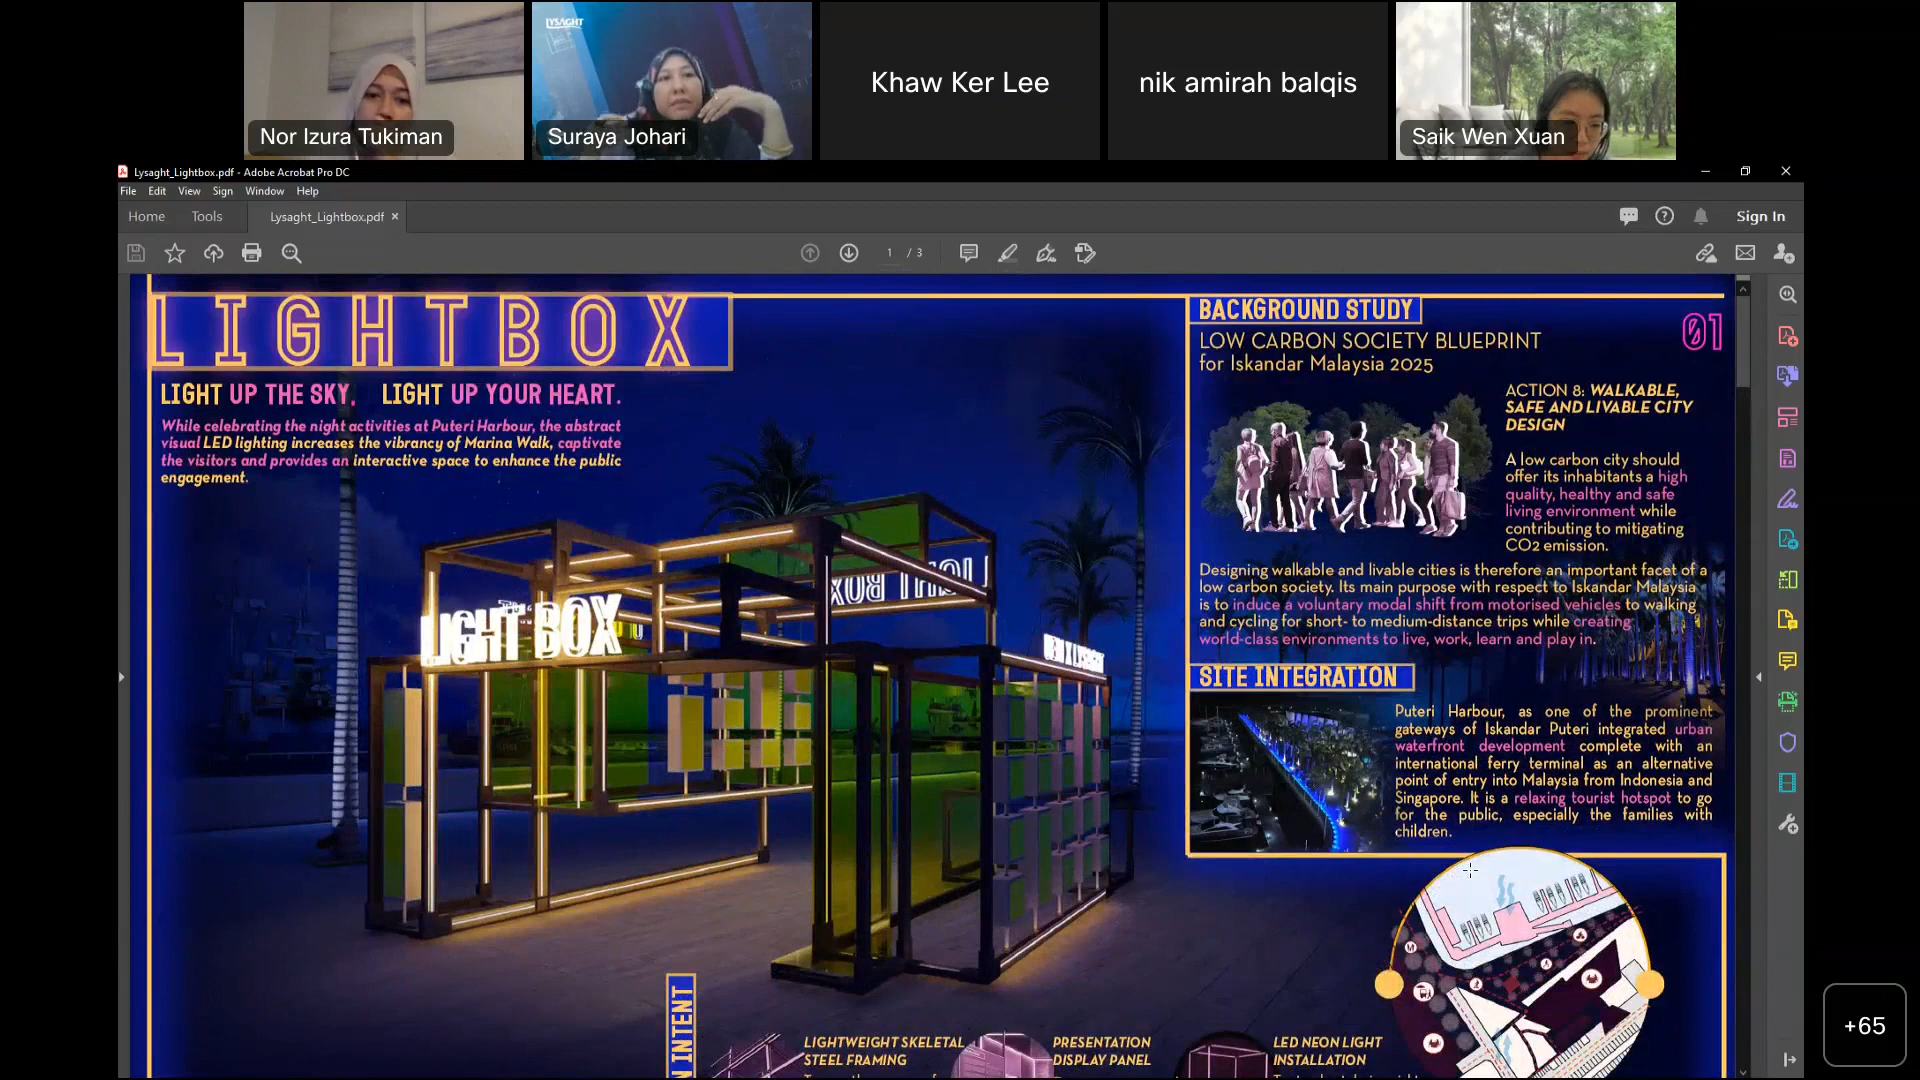 LYSAGHT
Khaw Ker Lee
nik amirah balqis
Nor Izura Tukiman
Suraya Johari
Saik Wen Xuan
Lysaght_Lightbox.pdf - Adobe Acrobat Pro DC
File Edit View Sign Window Help
Home Tools Lysaght_Lightbox.pdf × Sign In
1 / 3
LIGHTBOX
LIGHT UP THE SKY, LIGHT UP YOUR HEART.
While celebrating the night activities at Puteri Harbour, the abstract
visual LED lighting increases the vibrancy of Marina Walk, captivate
the visitors and provides an interactive space to enhance the public
engagement.
LIGHT BOX
LIGHT BOX
BACKGROUND STUDY
01
LOW CARBON SOCIETY BLUEPRINT
for Iskandar Malaysia 2025
ACTION 8: WALKABLE,
SAFE AND LIVABLE CITY
DESIGN
A low carbon city should
offer its inhabitants a high
quality, healthy and safe
living environment while
contributing to mitigating
CO2 emission.
Designing walkable and livable cities is therefore an important facet of a
low carbon society. Its main purpose with respect to Iskandar Malaysia
is to induce a voluntary modal shift from motorised vehicles to walking
and cycling for short- to medium-distance trips while creating
world-class environments to live, work, learn and play in.
SITE INTEGRATION
Puteri Harbour, as one of the prominent
gateways of Iskandar Puteri integrated urban
waterfront development complete with an
international ferry terminal as an alternative
point of entry into Malaysia from Indonesia and
Singapore. It is a relaxing tourist hotspot to go
for the public, especially the families with
children.
N INTENT
LIGHTWEIGHT SKELETAL
STEEL FRAMING
PRESENTATION
DISPLAY PANEL
LED NEON LIGHT
INSTALLATION
+65